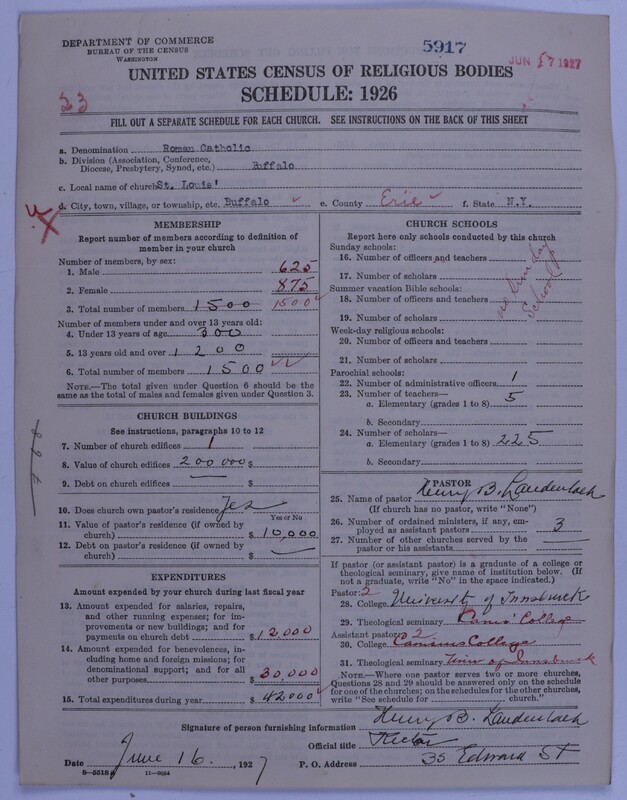 DEPARTMENT OF COMMERCE
BUREAU OF THE CENSUS
WASHINGTON
5917
JUN 17 1927
UNITED STATES CENSUS OF RELIGIOUS BODIES
SCHEDULE: 1926
23
FILL OUT A SEPARATE SCHEDULE FOR EACH CHURCH. SEE INSTRUCTIONS ON THE BACK OF THIS SHEET
a. Denomination Roman Catholic
b. Division (Association, Conference, Diocese, Presbytery, Synod, etc.) Buffalo
c. Local name of church St. Louis'
d. City, town, village, or township, etc. Buffalo e. County Erie f. State N.Y.
MEMBERSHIP
Report number of members according to definition of
member in your church
Number of members, by sex:
1. Male 625
2. Female 875
3. Total number of members 1500 1500
Number of members under and over 13 years old:
4. Under 13 years of age 300
5. 13 years old and over 1200
6. Total number of members 1500
NOTE.—The total given under Question 6 should be
the same as the total of males and females given under Question 3.
CHURCH BUILDINGS
See instructions, paragraphs 10 to 12
7. Number of church edifices 1
8. Value of church edifices 200 000 $
9. Debt on church edifices $
10. Does church own pastor's residence? Yes
Yes or No
11. Value of pastor's residence (if owned by
church) $ 10,000
12. Debt on pastor's residence (if owned by
church) $
EXPENDITURES
Amount expended by your church during last fiscal year
13. Amount expended for salaries, repairs,
and other running expenses; for im-
provements or new buildings; and for
payments on church debt $ 12,000
14. Amount expended for benevolences,
including home and foreign missions; for
denominational support; and for all
other purposes $ 30,000
15. Total expenditures during year $ 42000
CHURCH SCHOOLS
Report here only schools conducted by this church
Sunday schools:
16. Number of officers and teachers
17. Number of scholars
no Sunday School
Summer vacation Bible schools:
18. Number of officers and teachers
19. Number of scholars
Week-day religious schools:
20. Number of officers and teachers
21. Number of scholars
Parochial schools:
22. Number of administrative officers 1
23. Number of teachers—
a. Elementary (grades 1 to 8) 5
b. Secondary
24. Number of scholars—
a. Elementary (grades 1 to 8) 225
b. Secondary
PASTOR
25. Name of pastor Henry B. Laudenbach
(If church has no pastor, write "None")
26. Number of ordained ministers, if any, em-
ployed as assistant pastors 3
27. Number of other churches served by the
pastor or his assistants
If pastor (or assistant pastor) is a graduate of a college or
theological seminary, give name of institution below. (If
not a graduate, write "No" in the space indicated.)
Pastor: 2
28. College University of Innsbruck
29. Theological seminary
Assistant pastor: 2
30. College Canisius College
31. Theological seminary Univ of Innsbruck
NOTE.—Where one pastor serves two or more churches,
Questions 28 and 29 should be answered only on the schedule
for one of the churches; on the schedules for the other churches,
write "See schedule for church."
Signature of person furnishing information Henry B. Laudenbach
Official title Rector
Date June 16, 1927 P. O. Address 35 Edward St
8—5518
11—9084